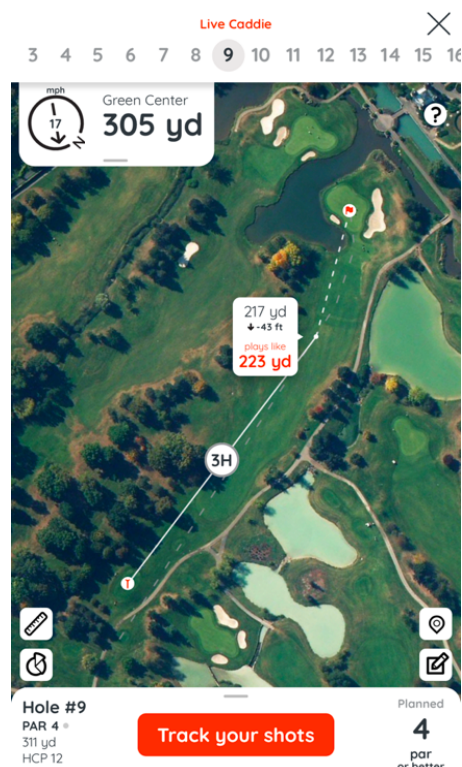 Live Caddie
3 4 5 6 7 8 9 10 11 12 13 14 15 16
mph
17
N
Green Center
305 yd
?
217 yd
-43 ft
plays like
223 yd
3H
T
Hole #9
PAR 4
311 yd
HCP 12
Track your shots
Planned
4
par
or better